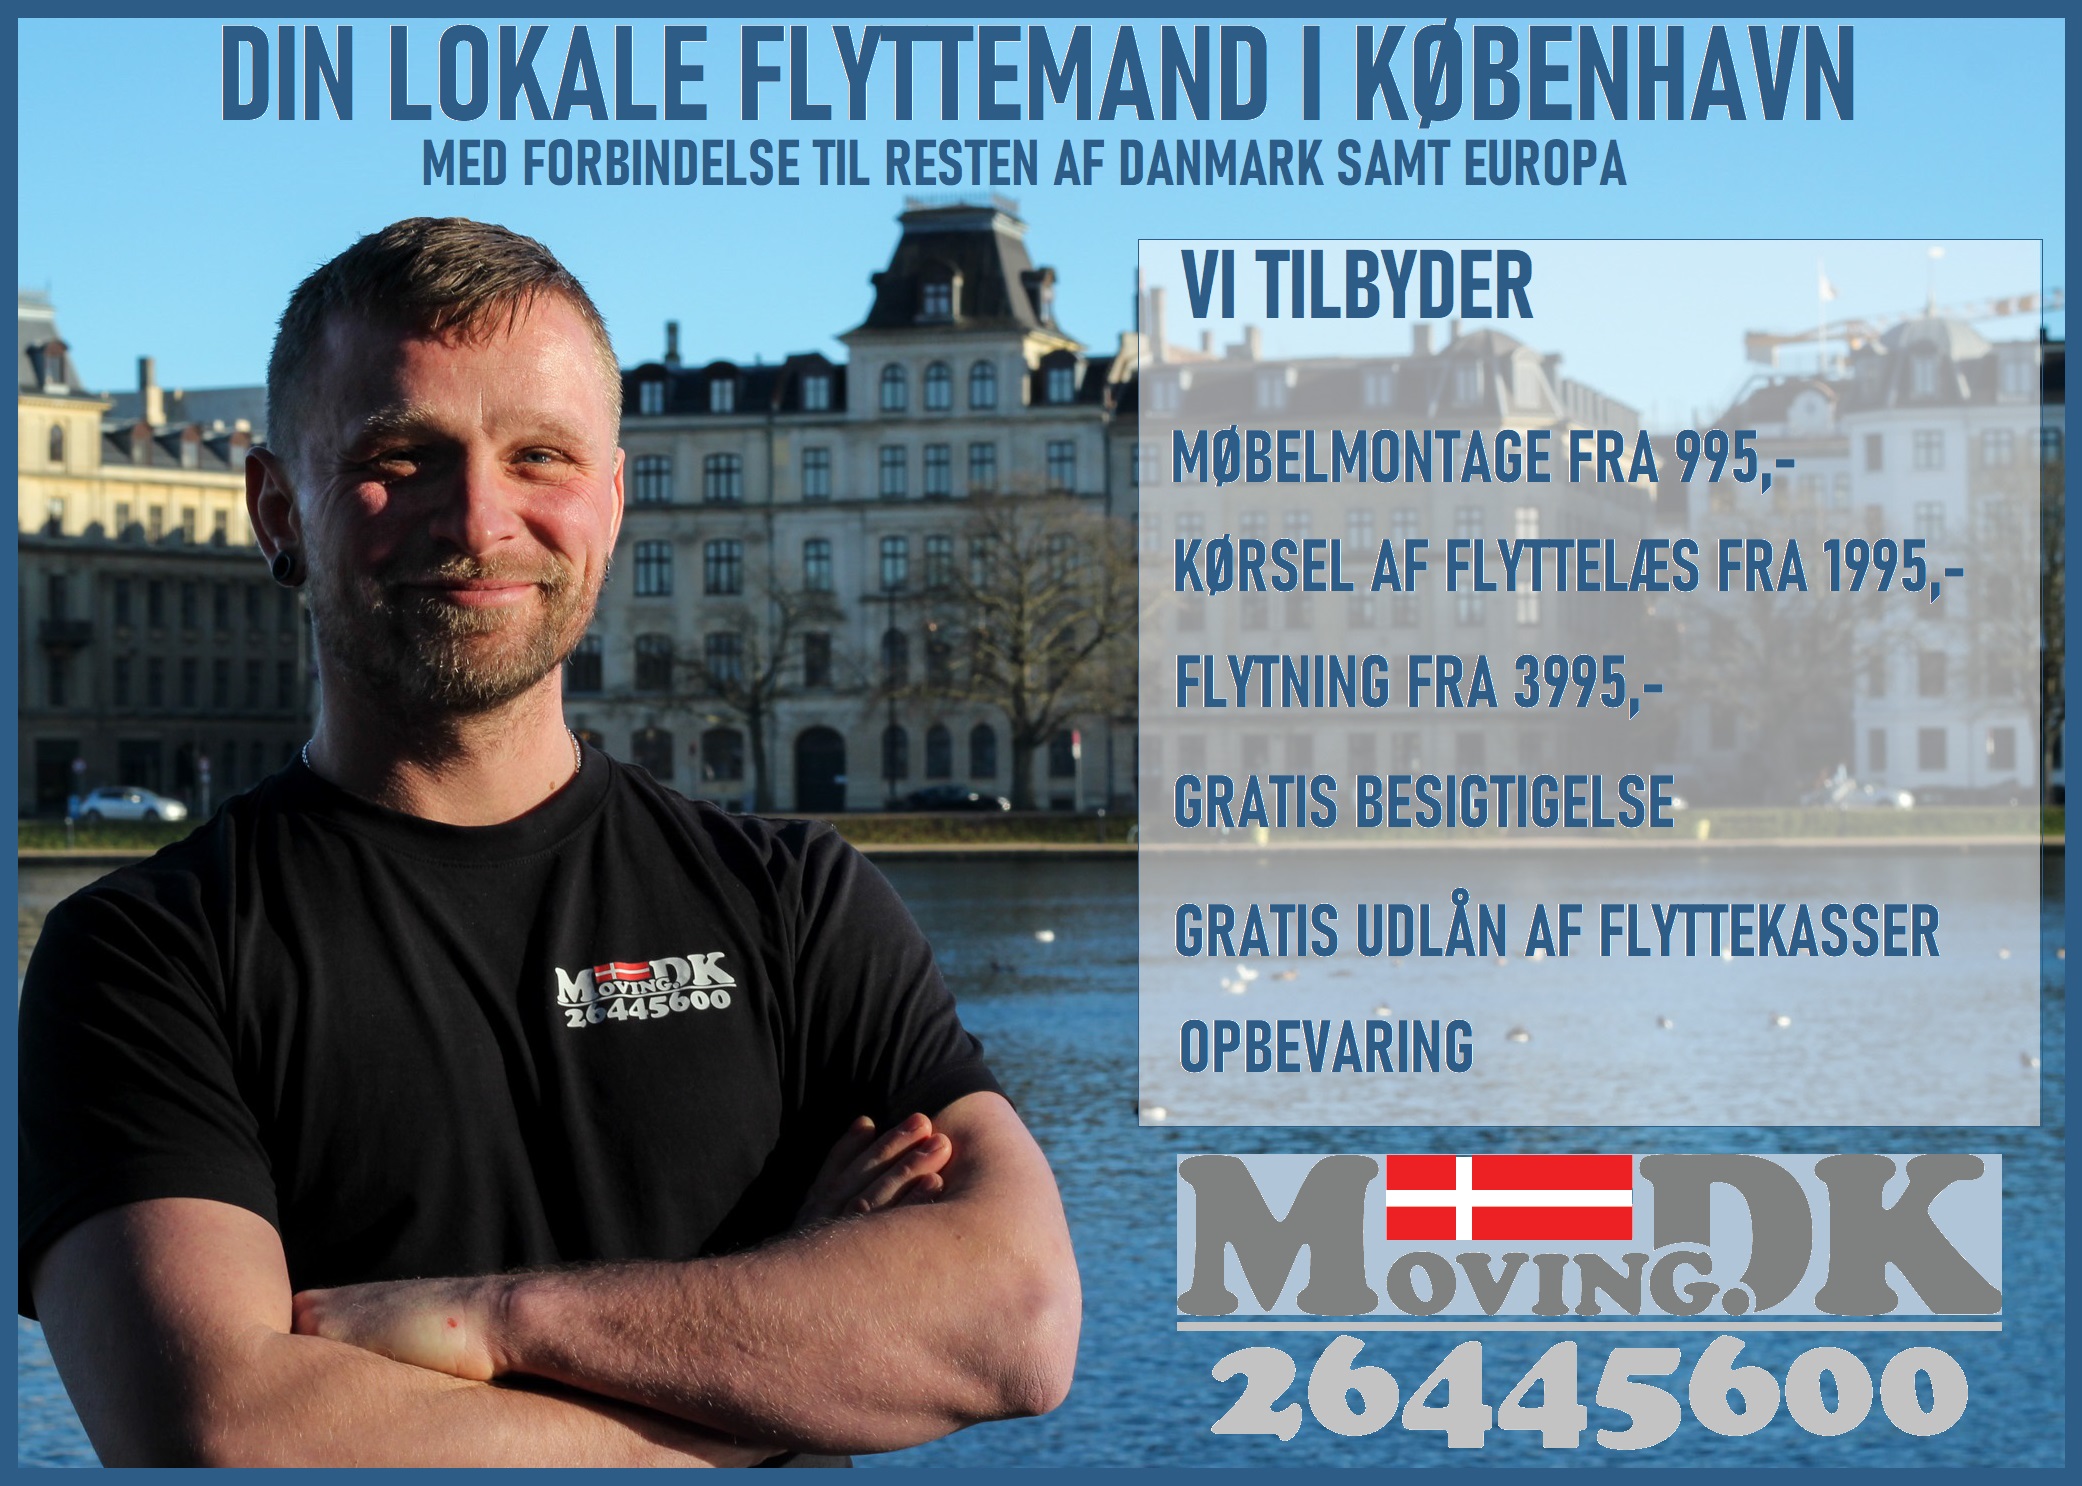 DIN LOKALE FLYTTEMAND I KØBENHAVN
MED FORBINDELSE TIL RESTEN AF DANMARK SAMT EUROPA
VI TILBYDER
MØBELMONTAGE FRA 995,-
KØRSEL AF FLYTTELÆS FRA 1995,-
FLYTNING FRA 3995,-
GRATIS BESIGTIGELSE
GRATIS UDLÅN AF FLYTTEKASSER
OPBEVARING
MOVING.DK
26445600
MOVING.DK
26445600